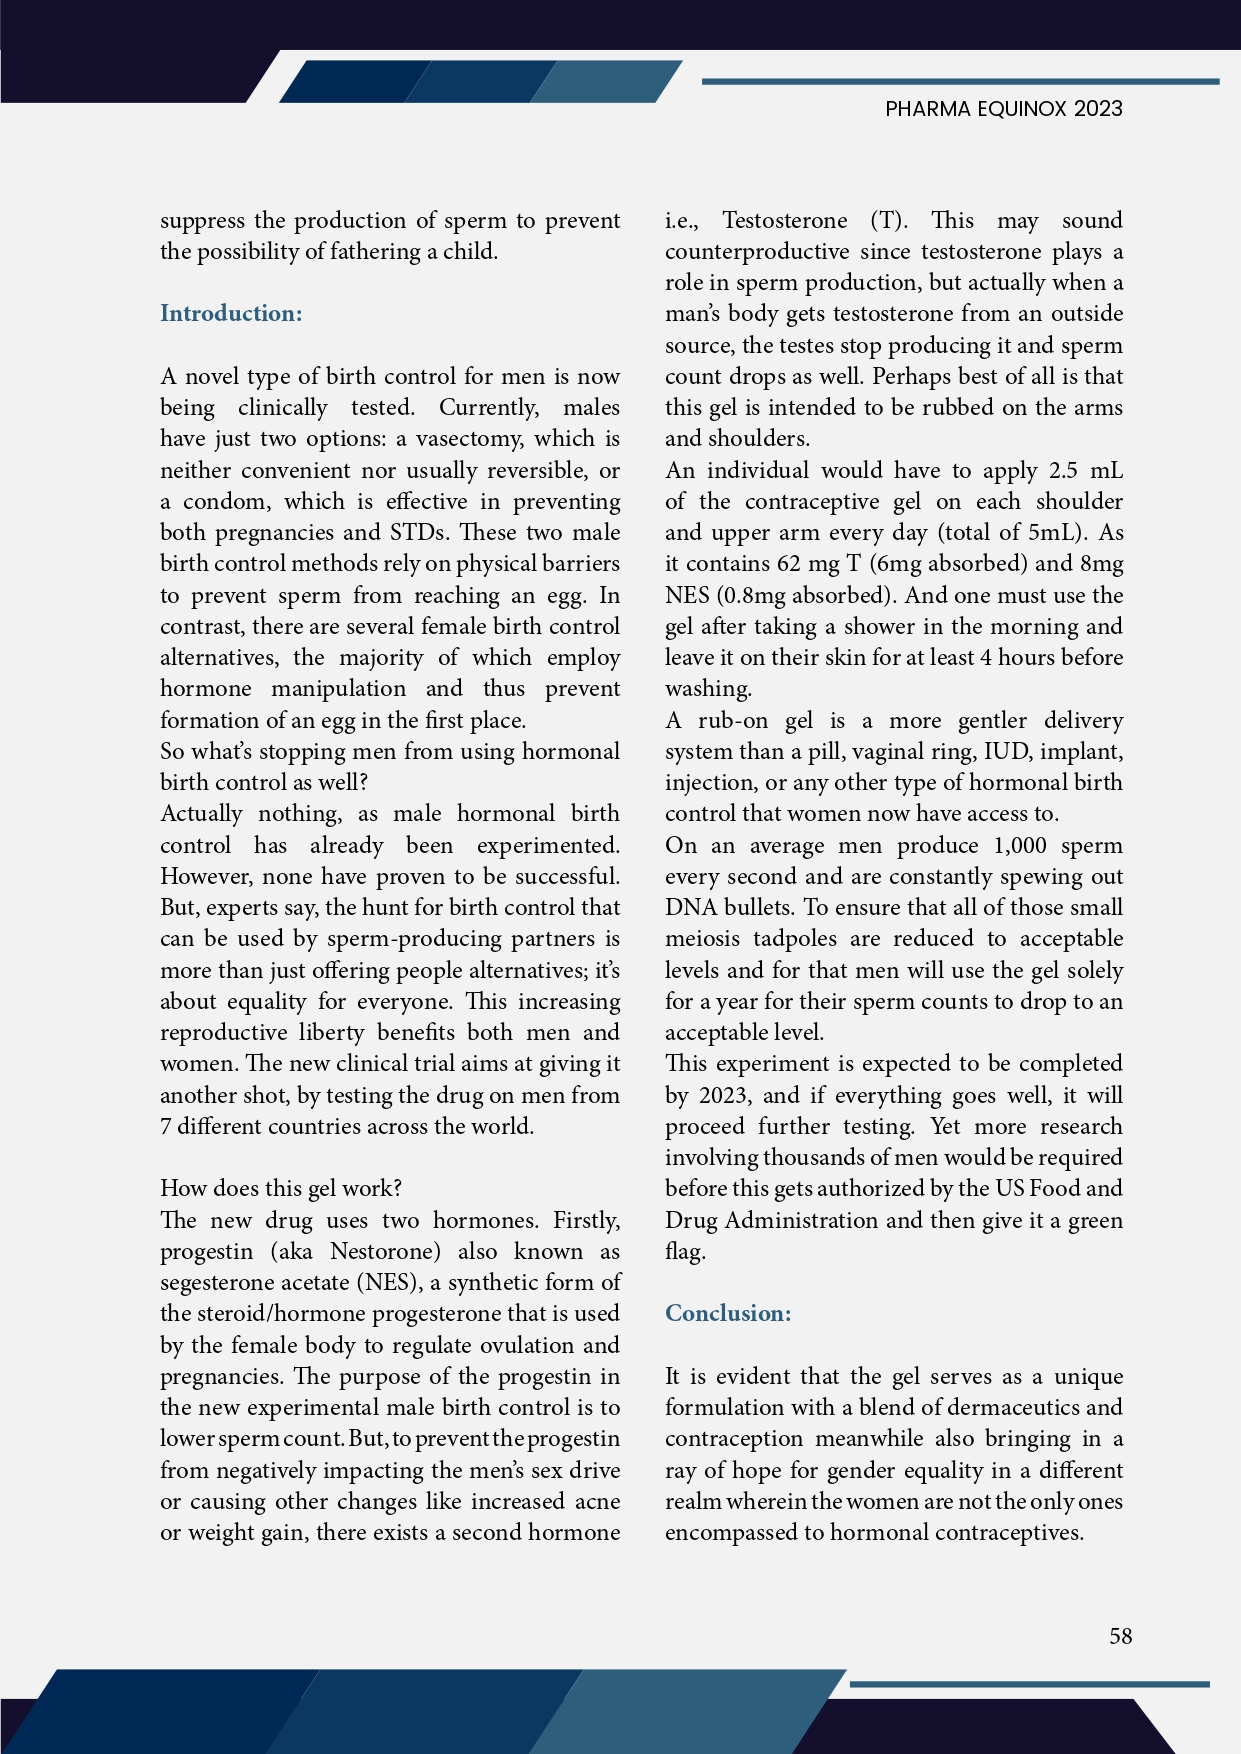 PHARMA EQUINOX 2023
suppress the production of sperm to prevent
the possibility of fathering a child.
Introduction:
A novel type of birth control for men is now
being clinically tested. Currently, males
have just two options: a vasectomy, which is
neither convenient nor usually reversible, or
a condom, which is effective in preventing
both pregnancies and STDs. These two male
birth control methods rely on physical barriers
to prevent sperm from reaching an egg. In
contrast, there are several female birth control
alternatives, the majority of which employ
hormone manipulation and thus prevent
formation of an egg in the first place.
So what’s stopping men from using hormonal
birth control as well?
Actually nothing, as male hormonal birth
control has already been experimented.
However, none have proven to be successful.
But, experts say, the hunt for birth control that
can be used by sperm-producing partners is
more than just offering people alternatives; it’s
about equality for everyone. This increasing
reproductive liberty benefits both men and
women. The new clinical trial aims at giving it
another shot, by testing the drug on men from
7 different countries across the world.
How does this gel work?
The new drug uses two hormones. Firstly,
progestin (aka Nestorone) also known as
segesterone acetate (NES), a synthetic form of
the steroid/hormone progesterone that is used
by the female body to regulate ovulation and
pregnancies. The purpose of the progestin in
the new experimental male birth control is to
lower sperm count. But, to prevent the progestin
from negatively impacting the men’s sex drive
or causing other changes like increased acne
or weight gain, there exists a second hormone
i.e., Testosterone (T). This may sound
counterproductive since testosterone plays a
role in sperm production, but actually when a
man’s body gets testosterone from an outside
source, the testes stop producing it and sperm
count drops as well. Perhaps best of all is that
this gel is intended to be rubbed on the arms
and shoulders.
An individual would have to apply 2.5 mL
of the contraceptive gel on each shoulder
and upper arm every day (total of 5mL). As
it contains 62 mg T (6mg absorbed) and 8mg
NES (0.8mg absorbed). And one must use the
gel after taking a shower in the morning and
leave it on their skin for at least 4 hours before
washing.
A rub-on gel is a more gentler delivery
system than a pill, vaginal ring, IUD, implant,
injection, or any other type of hormonal birth
control that women now have access to.
On an average men produce 1,000 sperm
every second and are constantly spewing out
DNA bullets. To ensure that all of those small
meiosis tadpoles are reduced to acceptable
levels and for that men will use the gel solely
for a year for their sperm counts to drop to an
acceptable level.
This experiment is expected to be completed
by 2023, and if everything goes well, it will
proceed further testing. Yet more research
involving thousands of men would be required
before this gets authorized by the US Food and
Drug Administration and then give it a green
flag.
Conclusion:
It is evident that the gel serves as a unique
formulation with a blend of dermaceutics and
contraception meanwhile also bringing in a
ray of hope for gender equality in a different
realm wherein the women are not the only ones
encompassed to hormonal contraceptives.
58